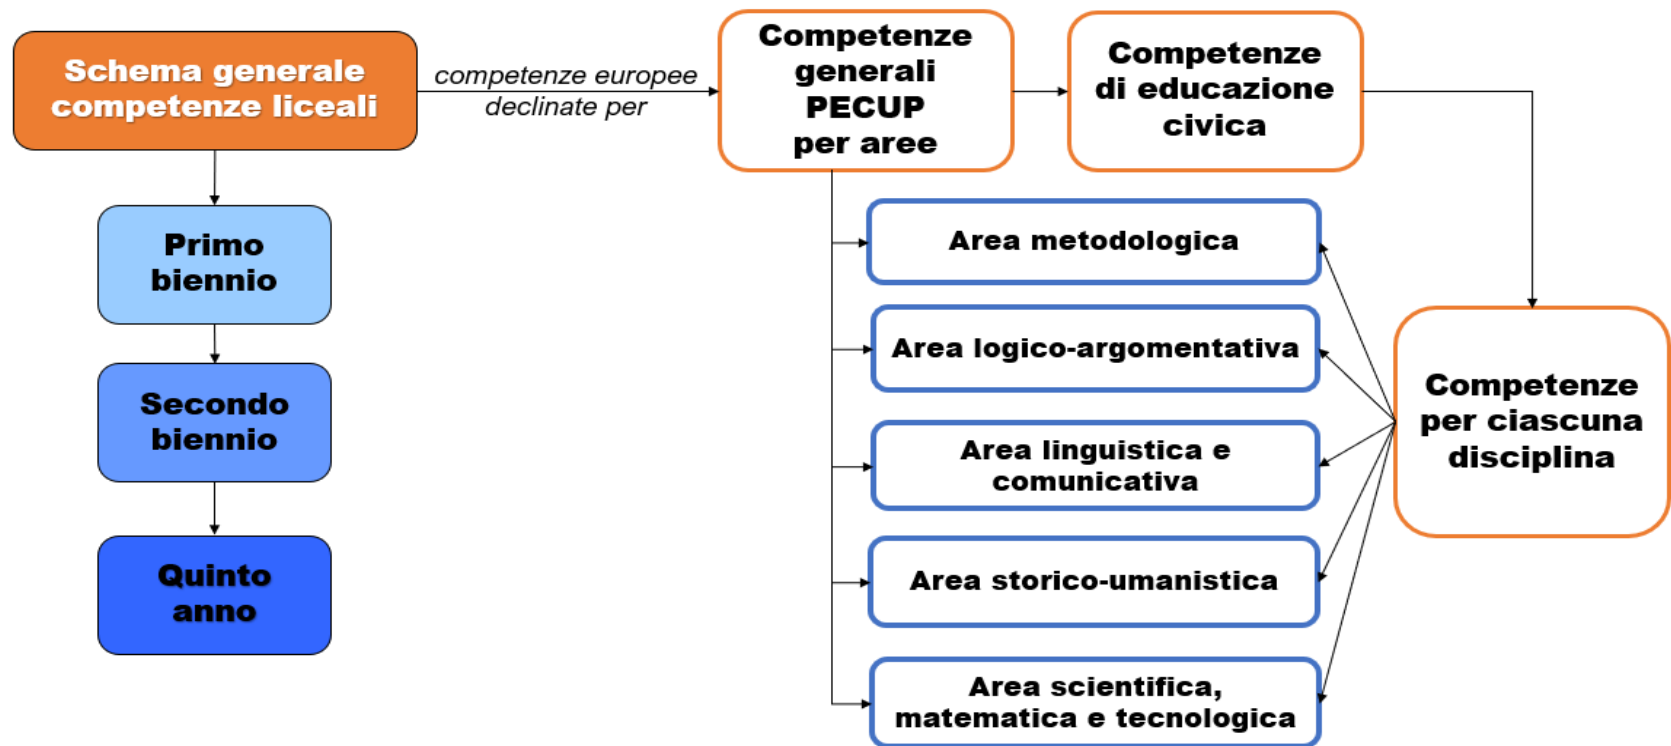 Schema generale
competenze liceali
competenze europee
declinate per
Competenze
generali
PECUP
per aree
Competenze
di educazione
civica
Primo
biennio
Secondo
biennio
Quinto
anno
Area metodologica
Area logico-argomentativa
Area linguistica e
comunicativa
Area storico-umanistica
Area scientifica,
matematica e tecnologica
Competenze
per ciascuna
disciplina